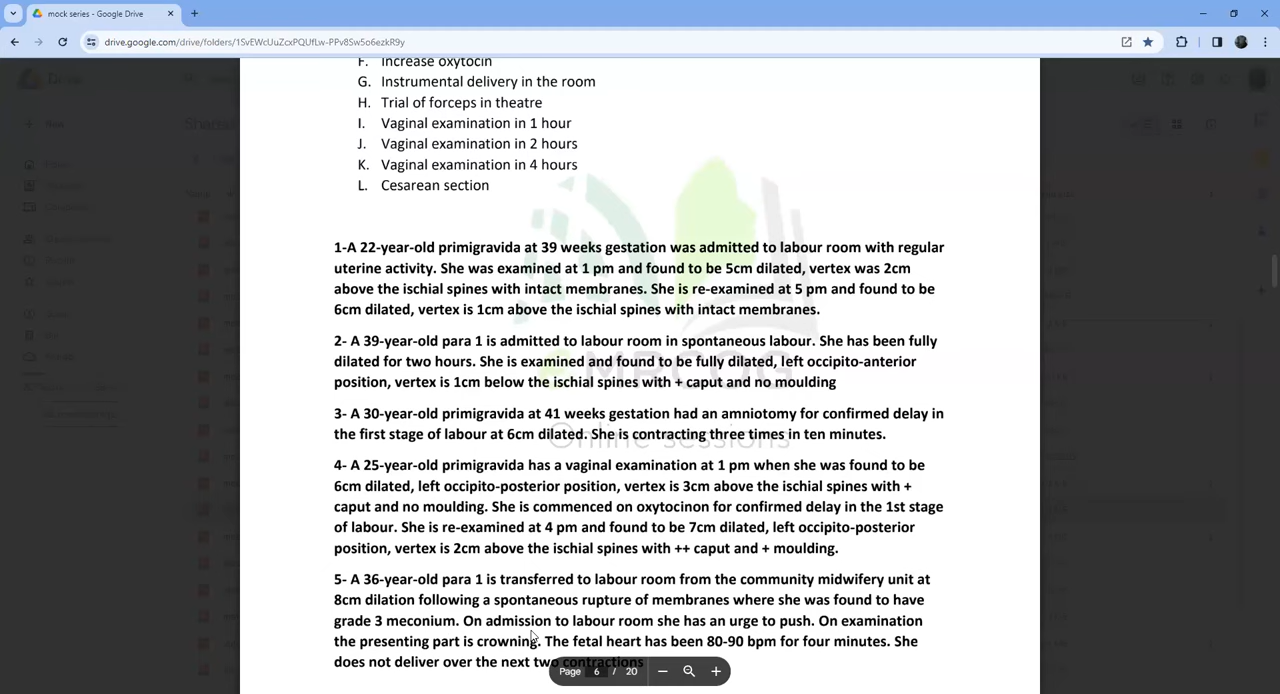 mock series - Google Drive
drive.google.com/drive/folders/1SvEWcUuZcxPQUfLw-PPv8Sw5o6ezkR9y
F. Increase oxytocin
G. Instrumental delivery in the room
H. Trial of forceps in theatre
I. Vaginal examination in 1 hour
J. Vaginal examination in 2 hours
K. Vaginal examination in 4 hours
L. Cesarean section
1-A 22-year-old primigravida at 39 weeks gestation was admitted to labour room with regular
uterine activity. She was examined at 1 pm and found to be 5cm dilated, vertex was 2cm
above the ischial spines with intact membranes. She is re-examined at 5 pm and found to be
6cm dilated, vertex is 1cm above the ischial spines with intact membranes.
2- A 39-year-old para 1 is admitted to labour room in spontaneous labour. She has been fully
dilated for two hours. She is examined and found to be fully dilated, left occipito-anterior
position, vertex is 1cm below the ischial spines with + caput and no moulding
MRCOG
3- A 30-year-old primigravida at 41 weeks gestation had an amniotomy for confirmed delay in
the first stage of labour at 6cm dilated. She is contracting three times in ten minutes.
Online sessions
4- A 25-year-old primigravida has a vaginal examination at 1 pm when she was found to be
6cm dilated, left occipito-posterior position, vertex is 3cm above the ischial spines with +
caput and no moulding. She is commenced on oxytocinon for confirmed delay in the 1st stage
of labour. She is re-examined at 4 pm and found to be 7cm dilated, left occipito-posterior
position, vertex is 2cm above the ischial spines with ++ caput and + moulding.
5- A 36-year-old para 1 is transferred to labour room from the community midwifery unit at
8cm dilation following a spontaneous rupture of membranes where she was found to have
grade 3 meconium. On admission to labour room she has an urge to push. On examination
the presenting part is crowning. The fetal heart has been 80-90 bpm for four minutes. She
does not deliver over the next two contractions
Page 6 / 20